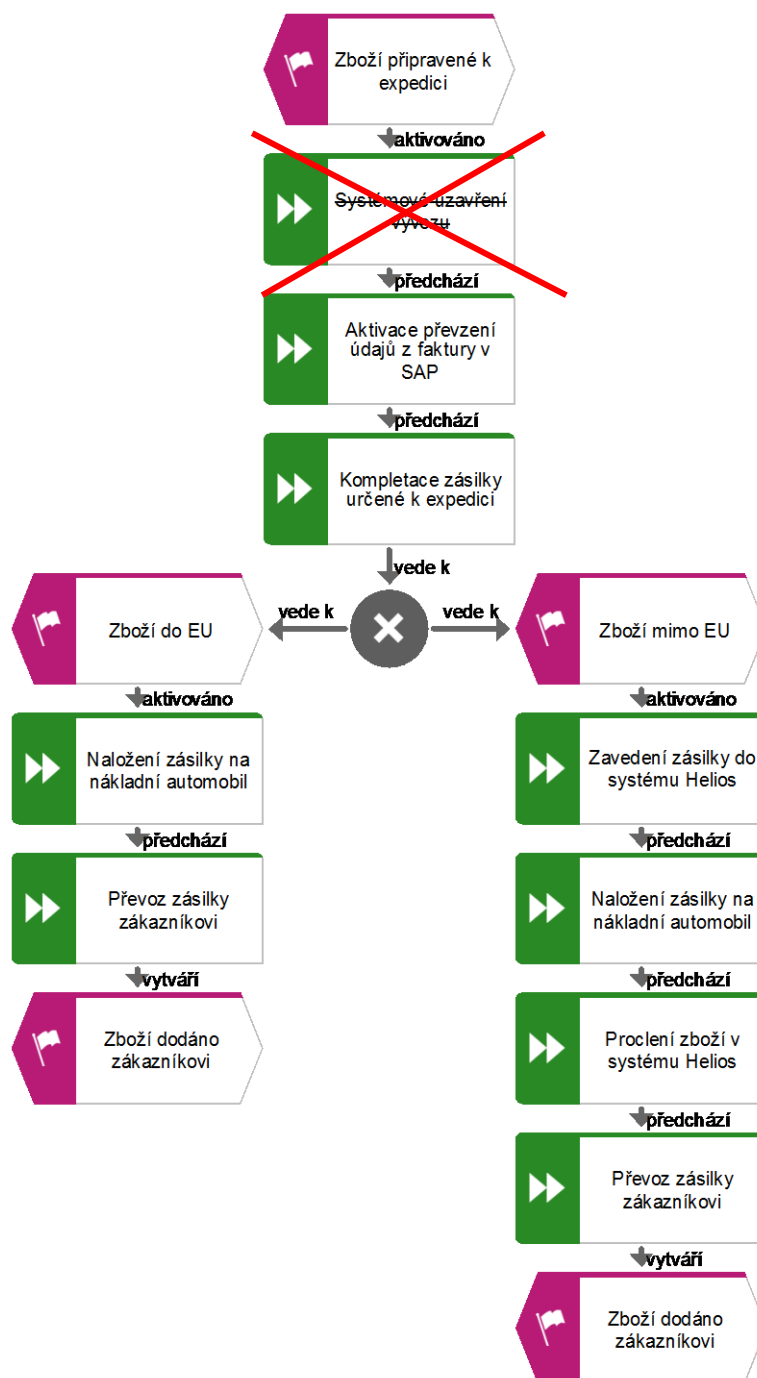 Zboží připravené k
expedici
aktivováno
Systémové uzavření
vývozu
předchází
Aktivace převzení
údajů z faktury v
SAP
předchází
Kompletace zásilky
určené k expedici
vede k
vede k
vede k
Zboží do EU
Zboží mimo EU
aktivováno
aktivováno
Naložení zásilky na
nákladní automobil
Zavedení zásilky do
systému Helios
předchází
předchází
Převoz zásilky
zákazníkovi
Naložení zásilky na
nákladní automobil
vytváří
předchází
Zboží dodáno
zákazníkovi
Proclení zboží v
systému Helios
předchází
Převoz zásilky
zákazníkovi
vytváří
Zboží dodáno
zákazníkovi